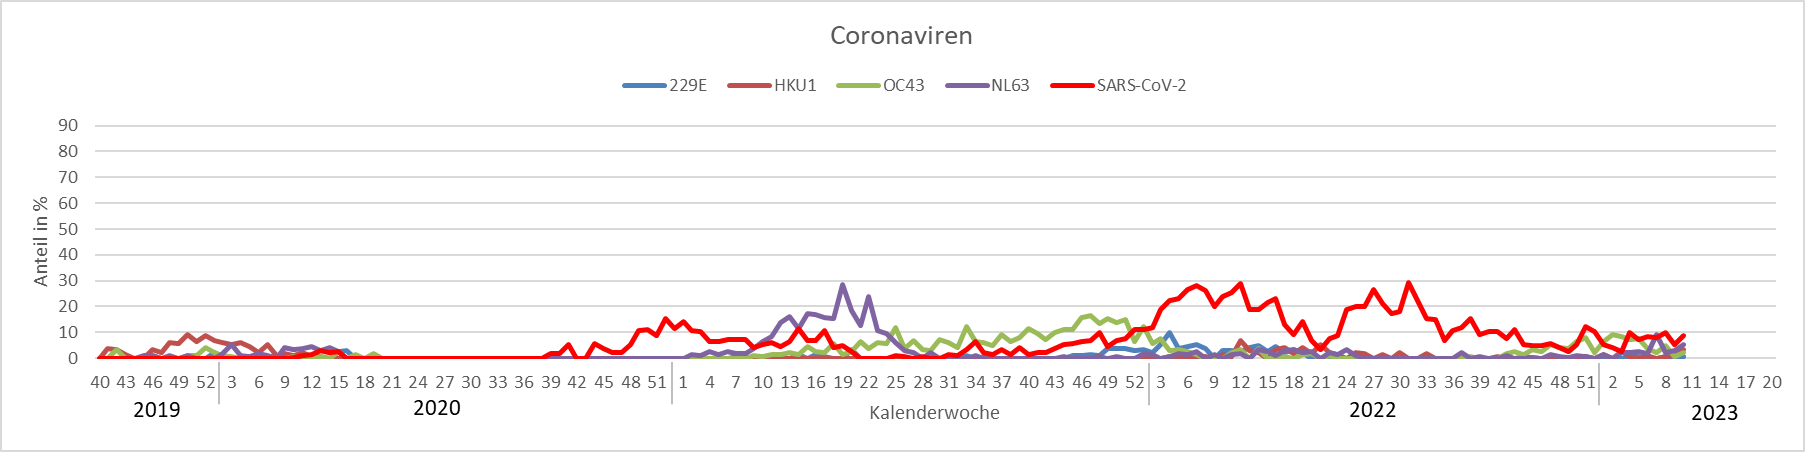 Coronaviren
229E HKU1 OC43 NL63 SARS-CoV-2
Anteil in %
90
80
70
60
50
40
30
20
10
0
40 43 46 49 52 3 6 9 12 15 18 21 24 27 30 33 36 39 42 45 48 51 1 4 7 10 13 16 19 22 25 28 31 34 37 40 43 46 49 52 3 6 9 12 15 18 21 24 27 30 33 36 39 42 45 48 51 2 5 8 11 14 17 20
2019 2020 2022 2023
Kalenderwoche